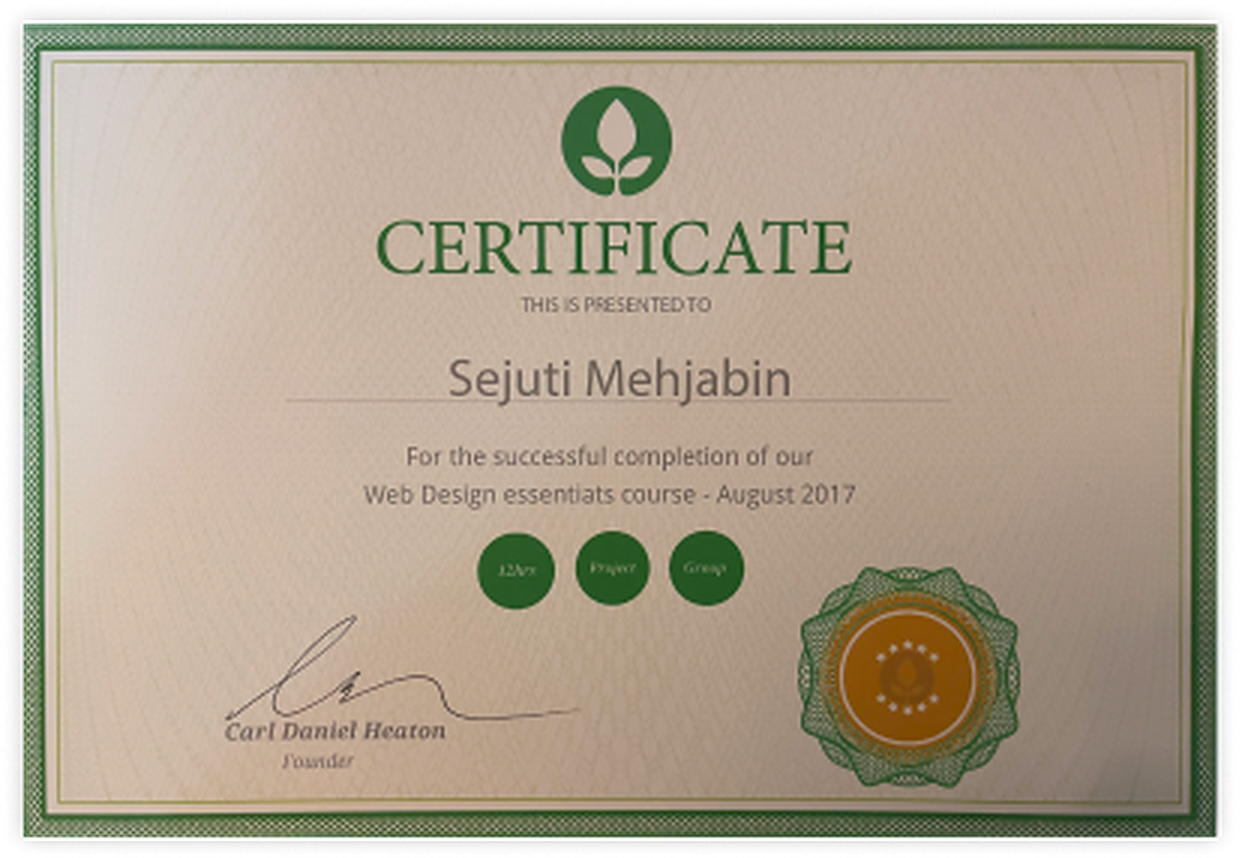 CERTIFICATE
THIS IS PRESENTED TO
Sejuti Mehjabin
For the successful completion of our
Web Design essentiats course - August 2017
12hrs Project Group
Carl Daniel Heaton
Founder